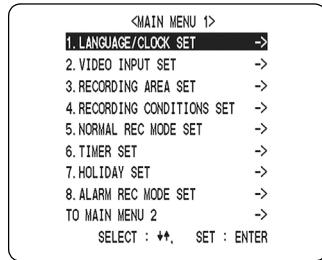 <MAIN MENU 1>
1. LANGUAGE/CLOCK SET ->
2. VIDEO INPUT SET ->
3. RECORDING AREA SET ->
4. RECORDING CONDITIONS SET ->
5. NORMAL REC MODE SET ->
6. TIMER SET ->
7. HOLIDAY SET ->
8. ALARM REC MODE SET ->
TO MAIN MENU 2 ->
SELECT : ↓↑, SET : ENTER